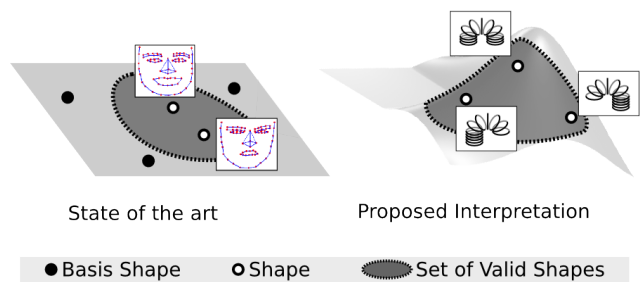 State of the art
Proposed Interpretation
Basis Shape
Shape
Set of Valid Shapes